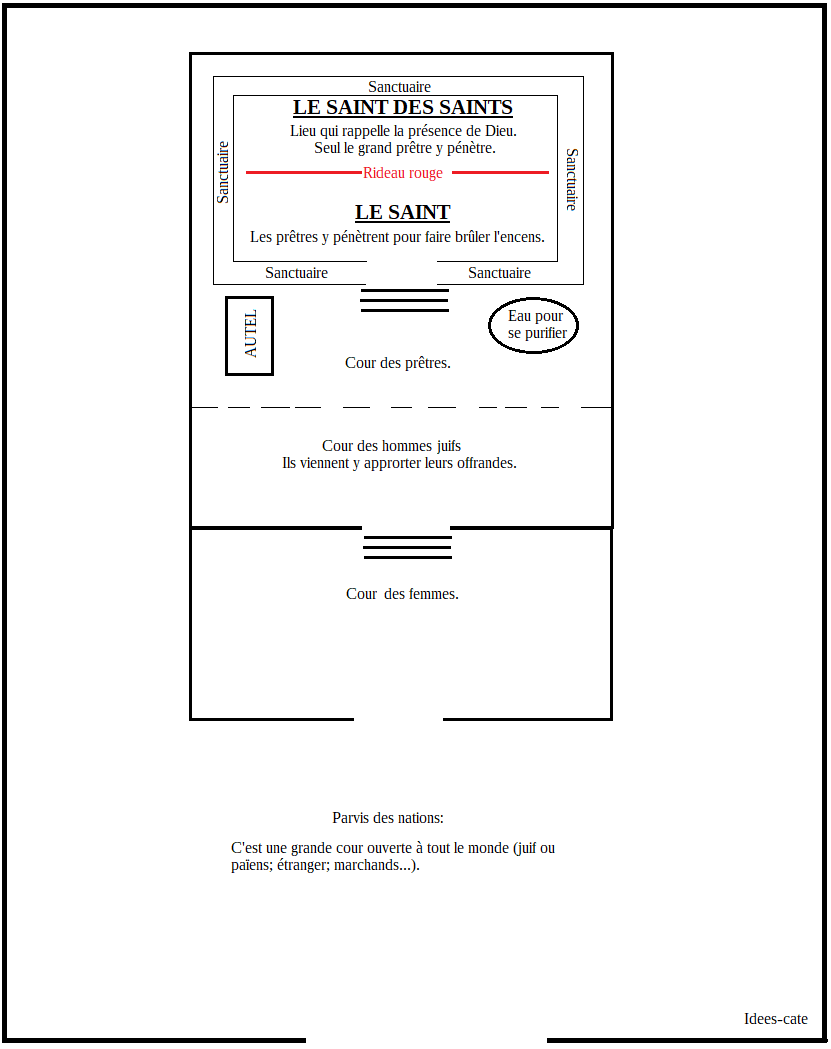 Sanctuaire
LE SAINT DES SAINTS
Lieu qui rappelle la présence de Dieu.
Seul le grand prêtre y pénètre.
Sanctuaire
Sanctuaire
Rideau rouge
LE SAINT
Les prêtres y pénètrent pour faire brûler l'encens.
Sanctuaire
Sanctuaire
AUTEL
Eau pour
se purifier
Cour des prêtres.
Cour des hommes juifs
Ils viennent y approrter leurs offrandes.
Cour des femmes.
Parvis des nations:
C'est une grande cour ouverte à tout le monde (juif ou
païens; étranger; marchands...).
Idees-cate